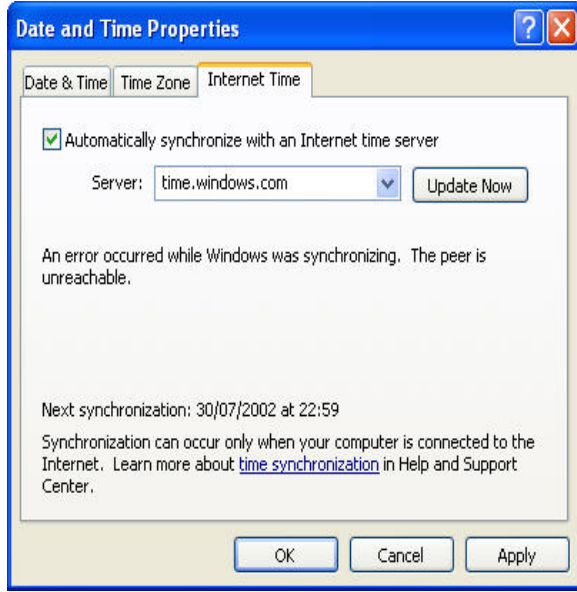 Date and Time Properties
Date & Time
Time Zone
Internet Time
Automatically synchronize with an Internet time server
Server: time.windows.com Update Now
An error occurred while Windows was synchronizing. The peer is
unreachable.
Next synchronization: 30/07/2002 at 22:59
Synchronization can occur only when your computer is connected to the
Internet. Learn more about time synchronization in Help and Support
Center.
OK Cancel Apply